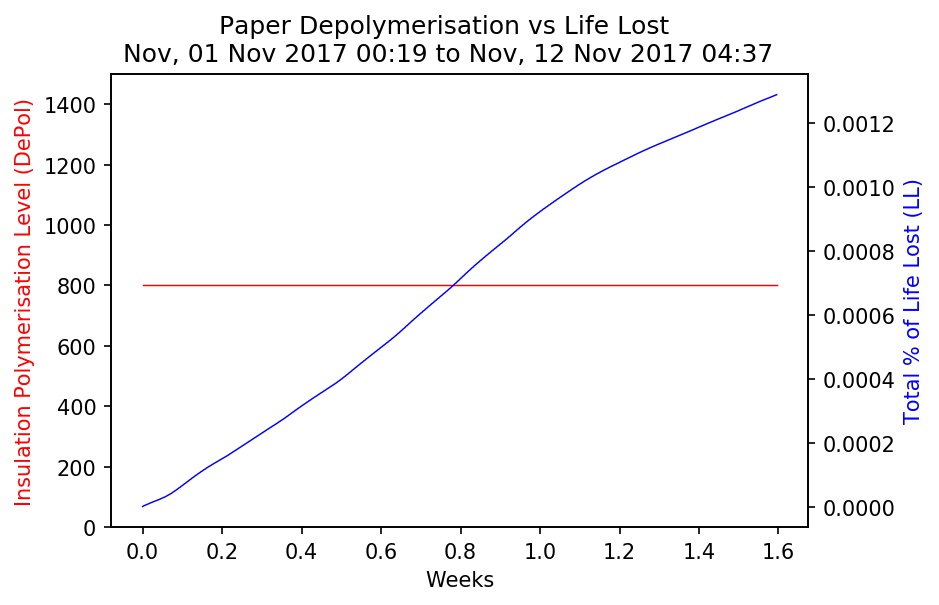 Paper Depolymerisation vs Life Lost
Nov, 01 Nov 2017 00:19 to Nov, 12 Nov 2017 04:37
Insulation Polymerisation Level (DePol)
1400
1200
1000
800
600
400
200
0
0.0012
0.0010
0.0008
0.0006
0.0004
0.0002
0.0000
Total % of Life Lost (LL)
0.0 0.2 0.4 0.6 0.8 1.0 1.2 1.4 1.6
Weeks